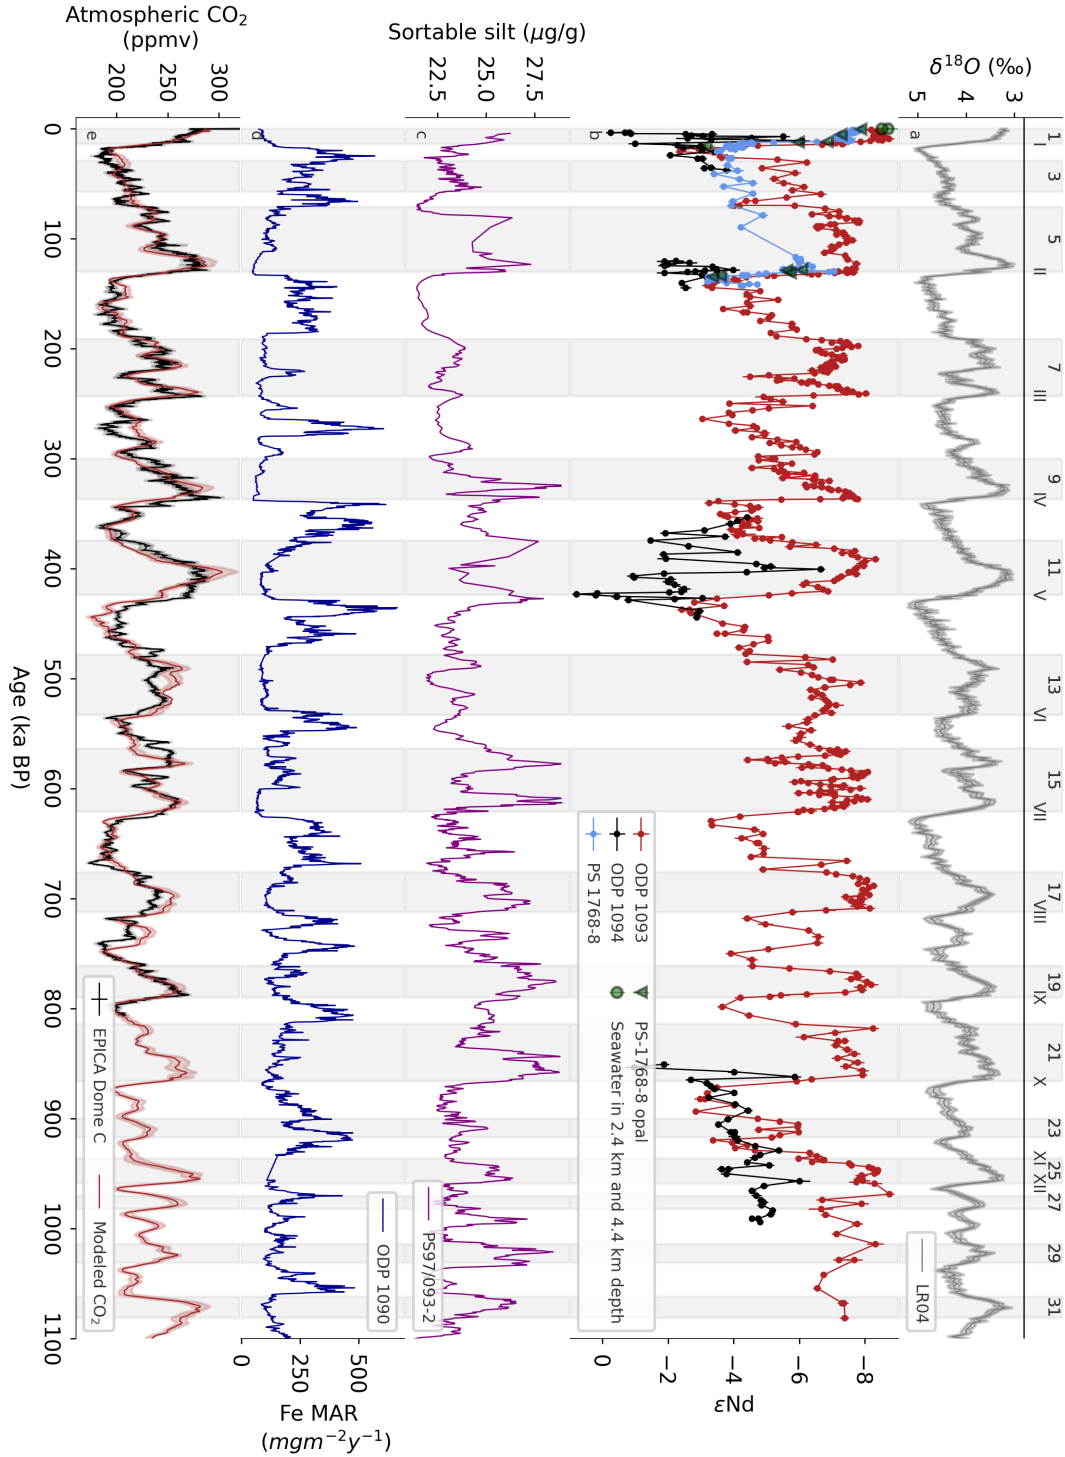 Atmospheric CO₂
(ppmv)
200
250
300
Sortable silt (μg/g)
22.5
25.0
27.5
δ¹⁸O (‰)
5
4
3
1
3
5
7
9
11
13
15
17
19
21
23
25
27
29
31
I
II
III
IV
V
VI
VII
VIII
IX
X
XI
XII
a
LR04
b
ODP 1093
ODP 1094
PS 1768-8
PS-1768-8 opal
Seawater in 2.4 km and 4.4 km depth
0
−2
−4
−6
−8
εNd
c
PS97/093-2
d
ODP 1090
0
250
500
Fe MAR
(mgm⁻²y⁻¹)
e
EPICA Dome C
Modeled CO₂
0
100
200
300
400
500
600
700
800
900
1000
1100
Age (ka BP)